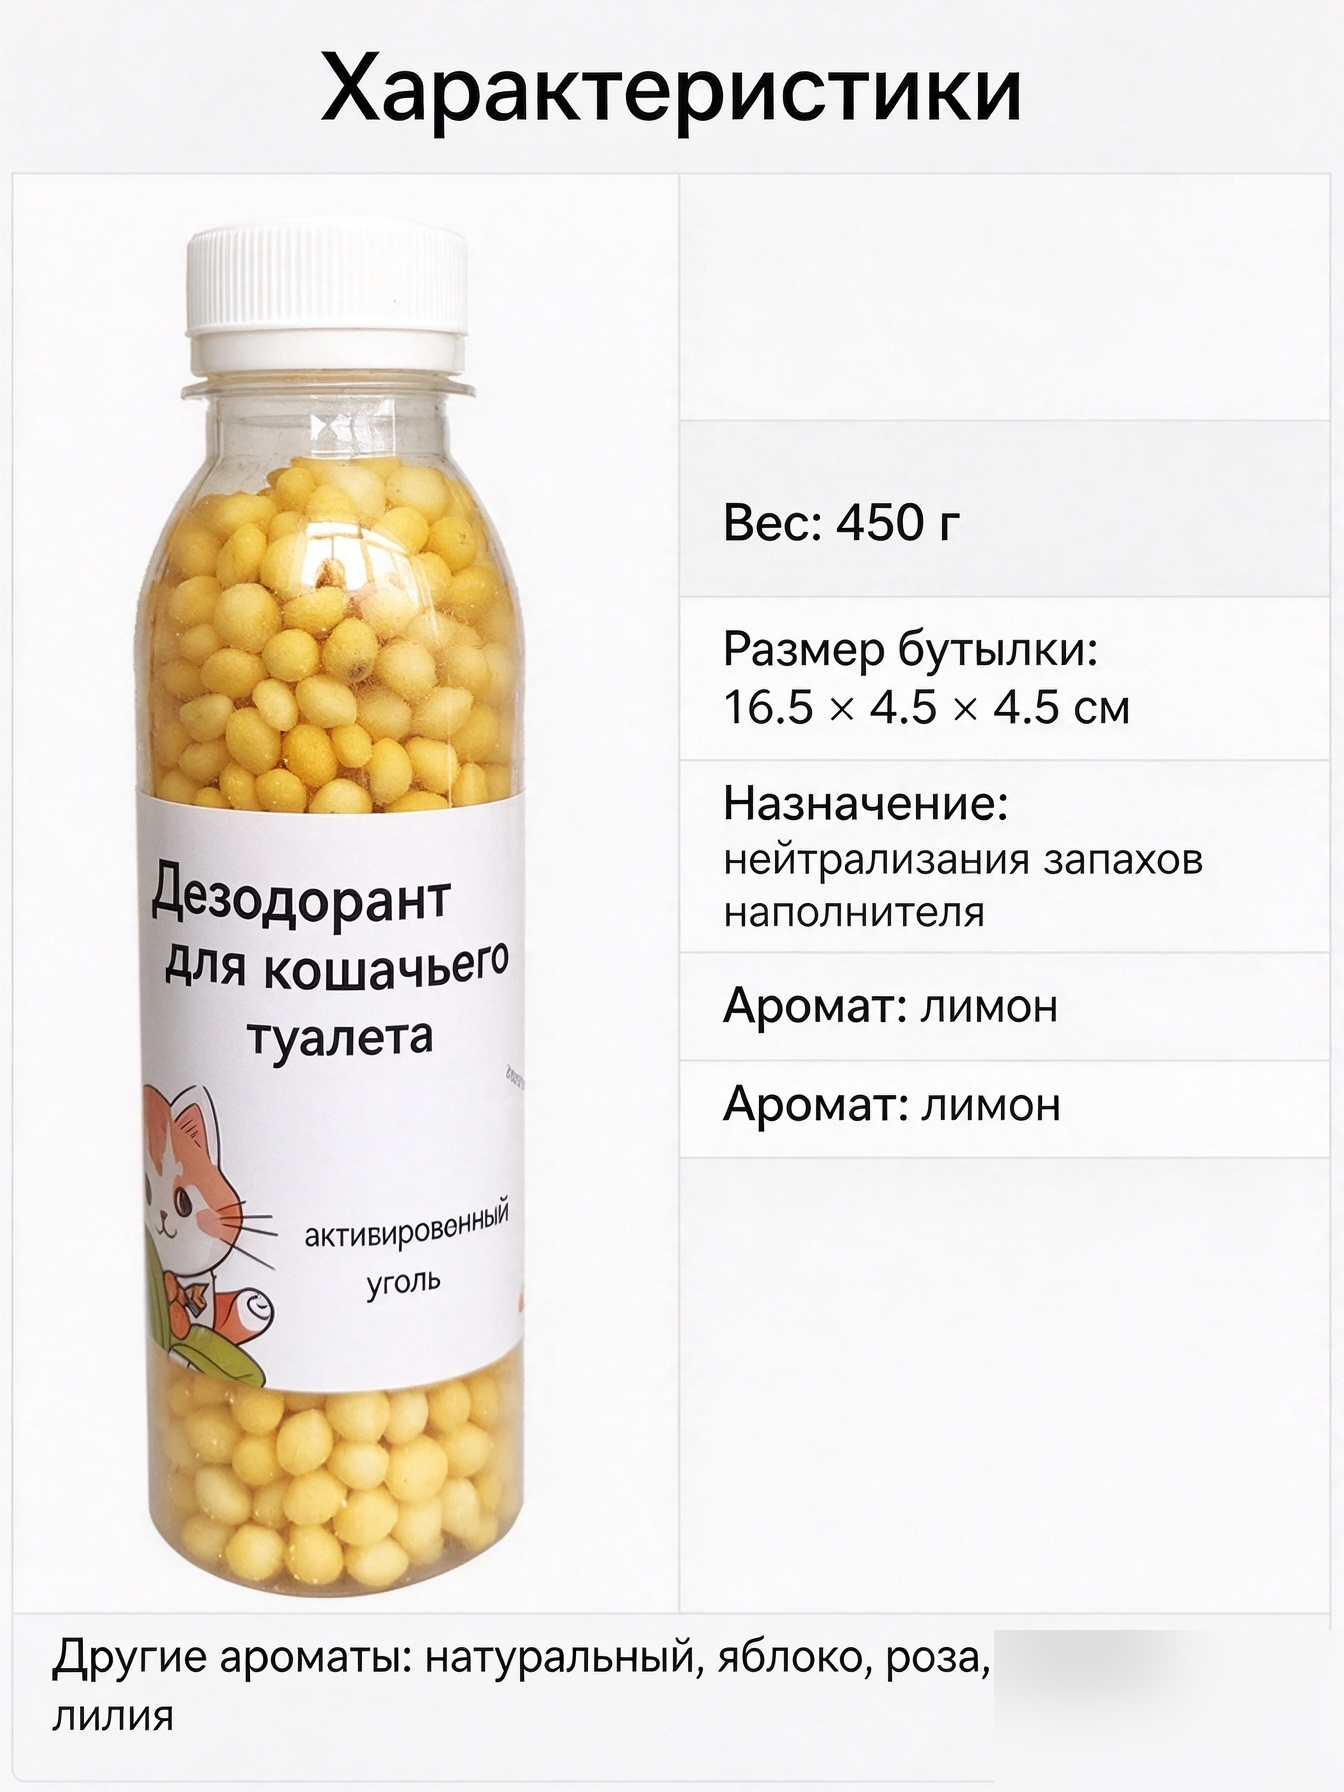 Характеристики
Вес: 450 г
Размер бутылки:
16.5 × 4.5 × 4.5 см
Назначение:
нейтрализания запахов
наполнителя
Аромат: лимон
Аромат: лимон
Дезодорант
для кошачьего
туалета
активировенный
уголь
Другие ароматы: натуральный, яблоко, роза,
лилия